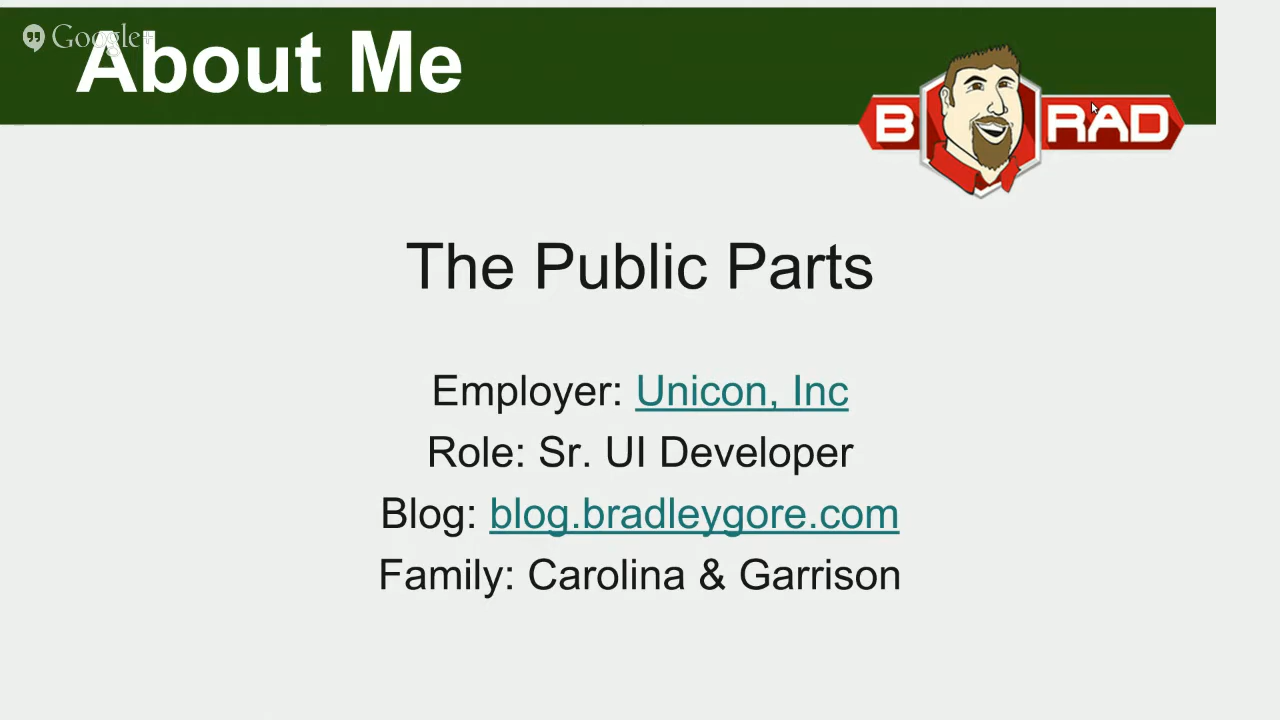 Google+
About Me
B RAD
The Public Parts
Employer: Unicon, Inc
Role: Sr. UI Developer
Blog: blog.bradleygore.com
Family: Carolina & Garrison